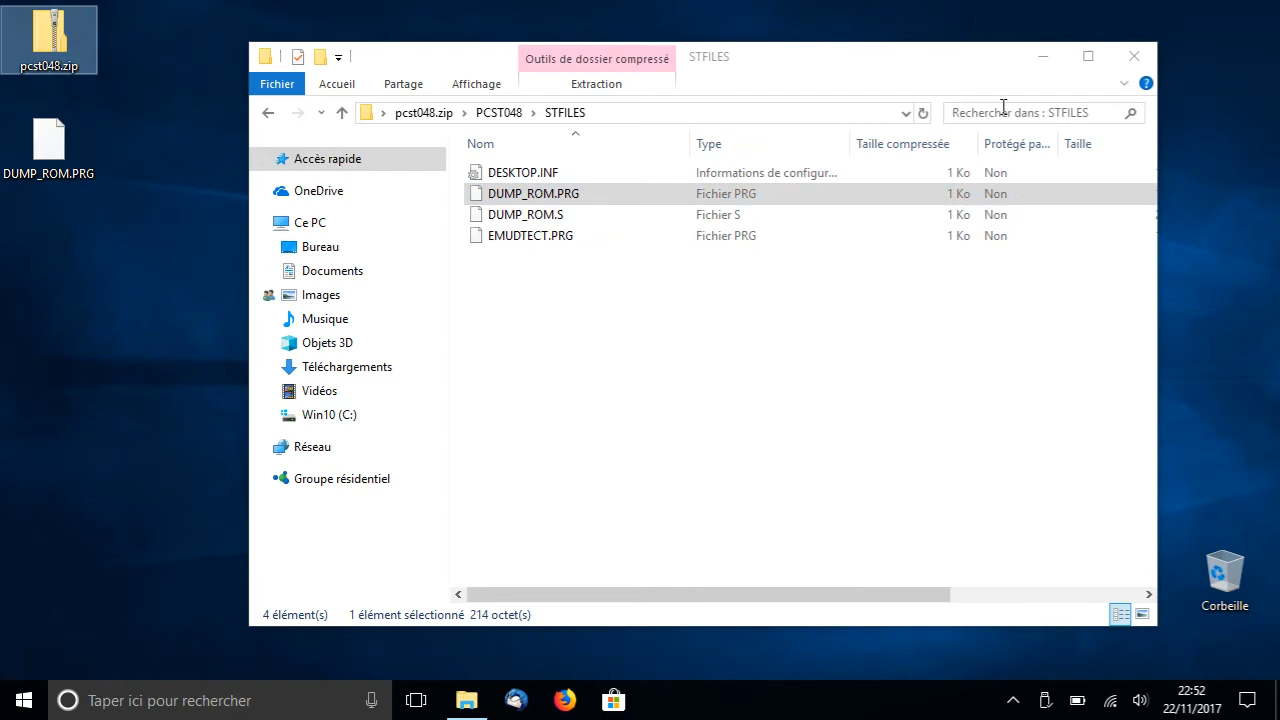 pcst048.zip
DUMP_ROM.PRG
Outils de dossier compressé
STFILES
Fichier
Accueil
Partage
Affichage
Extraction
pcst048.zip
PCST048
STFILES
Rechercher dans : STFILES
Accès rapide
OneDrive
Ce PC
Bureau
Documents
Images
Musique
Objets 3D
Téléchargements
Vidéos
Win10 (C:)
Réseau
Groupe résidentiel
Nom Type Taille compressée Protégé pa... Taille
DESKTOP.INF Informations de configur... 1 Ko Non
DUMP_ROM.PRG Fichier PRG 1 Ko Non
DUMP_ROM.S Fichier S 1 Ko Non
EMUDTECT.PRG Fichier PRG 1 Ko Non
4 élément(s) 1 élément sélectionné 214 octet(s)
Corbeille
Taper ici pour rechercher
22:52
22/11/2017